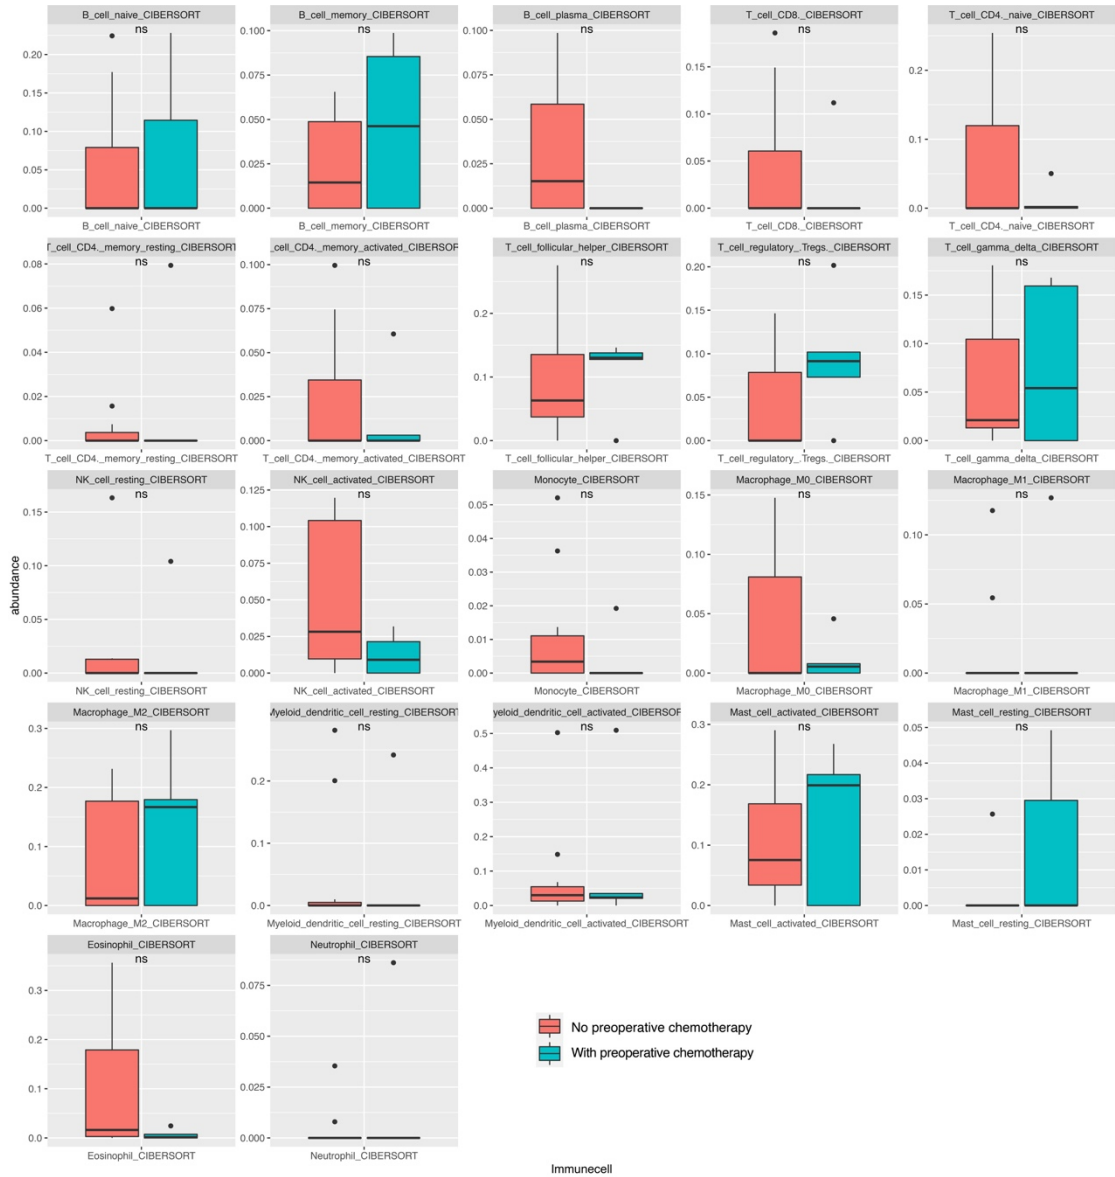 B_cell_naive_CIBERSORT B_cell_memory_CIBERSORT B_cell_plasma_CIBERSORT T_cell_CD8._CIBERSORT T_cell_CD4._naive_CIBERSORT
ns ns ns ns ns
0.20 0.15 0.10 0.05 0.00
0.100 0.075 0.050 0.025 0.000
0.100 0.075 0.050 0.025 0.000
0.20 0.15 0.10 0.05 0.00
0.2 0.1 0.0
B_cell_naive_CIBERSORT B_cell_memory_CIBERSORT B_cell_plasma_CIBERSORT T_cell_CD8._CIBERSORT T_cell_CD4._naive_CIBERSORT
T_cell_CD4._memory_resting_CIBERSORT _cell_CD4._memory_activated_CIBERSOR T_cell_follicular_helper_CIBERSORT T_cell_regulatory_.Tregs._CIBERSORT T_cell_gamma_delta_CIBERSORT
ns ns ns ns ns
0.08 0.06 0.04 0.02 0.00
0.100 0.075 0.050 0.025 0.000
0.2 0.1 0.0
0.20 0.15 0.10 0.05 0.00
0.15 0.10 0.05 0.00
T_cell_CD4._memory_resting_CIBERSORT T_cell_CD4._memory_activated_CIBERSORT T_cell_follicular_helper_CIBERSORT T_cell_regulatory_.Tregs._CIBERSORT T_cell_gamma_delta_CIBERSORT
NK_cell_resting_CIBERSORT NK_cell_activated_CIBERSORT Monocyte_CIBERSORT Macrophage_M0_CIBERSORT Macrophage_M1_CIBERSORT
ns ns ns ns ns
0.15 0.10 0.05 0.00
0.125 0.100 0.075 0.050 0.025 0.000
0.05 0.04 0.03 0.02 0.01 0.00
0.15 0.10 0.05 0.00
0.10 0.05 0.00
abundance
NK_cell_resting_CIBERSORT NK_cell_activated_CIBERSORT Monocyte_CIBERSORT Macrophage_M0_CIBERSORT Macrophage_M1_CIBERSORT
Macrophage_M2_CIBERSORT Myeloid_dendritic_cell_resting_CIBERSORT yeloid_dendritic_cell_activated_CIBERSOF Mast_cell_activated_CIBERSORT Mast_cell_resting_CIBERSORT
ns ns ns ns ns
0.3 0.2 0.1 0.0
0.2 0.1 0.0
0.5 0.4 0.3 0.2 0.1 0.0
0.3 0.2 0.1 0.0
0.05 0.04 0.03 0.02 0.01 0.00
Macrophage_M2_CIBERSORT Myeloid_dendritic_cell_resting_CIBERSORT Myeloid_dendritic_cell_activated_CIBERSORT Mast_cell_activated_CIBERSORT Mast_cell_resting_CIBERSORT
Eosinophil_CIBERSORT Neutrophil_CIBERSORT
ns ns
0.3 0.2 0.1 0.0
0.075 0.050 0.025 0.000
No preoperative chemotherapy
With preoperative chemotherapy
Eosinophil_CIBERSORT Neutrophil_CIBERSORT
Immunecell